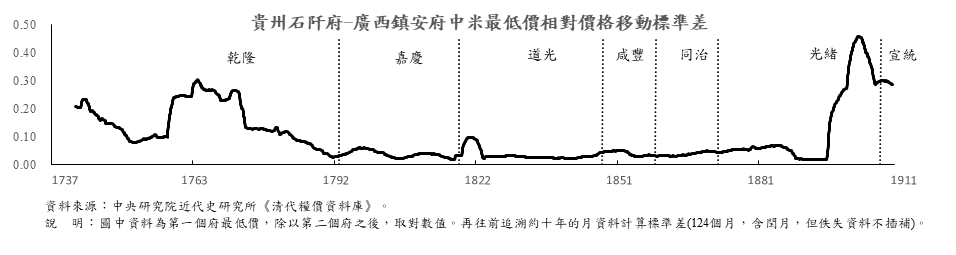 貴州石阡府-廣西鎮安府中米最低價相對價格移動標準差
0.50
0.40
0.30
0.20
0.10
0.00
乾隆 嘉慶 道光 咸豐 同治 光緒 宣統
1737 1763 1792 1822 1851 1881 1911
資料來源：中央研究院近代史研究所《清代糧價資料庫》。
說　明：圖中資料為第一個府最低價，除以第二個府之後，取對數值。再往前追溯約十年的月資料計算標準差(124個月，含閏月，但佚失資料不插補)。